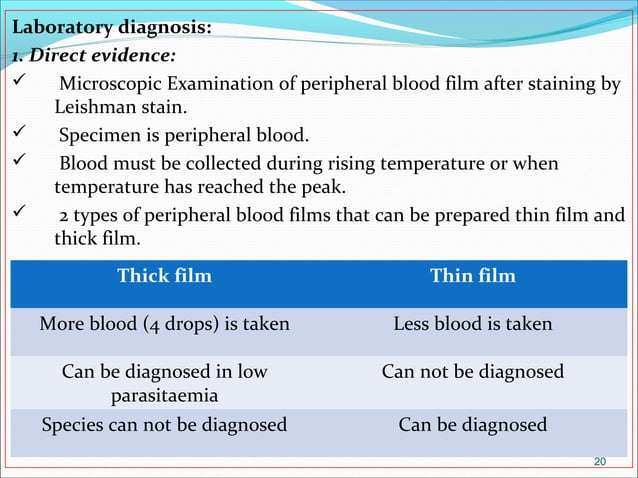 Laboratory diagnosis:
1. Direct evidence:
✓ Microscopic Examination of peripheral blood film after staining by
Leishman stain.
✓ Specimen is peripheral blood.
✓ Blood must be collected during rising temperature or when
temperature has reached the peak.
✓ 2 types of peripheral blood films that can be prepared thin film and
thick film.
Thick film Thin film
More blood (4 drops) is taken Less blood is taken
Can be diagnosed in low Can not be diagnosed
parasitaemia
Species can not be diagnosed Can be diagnosed
20